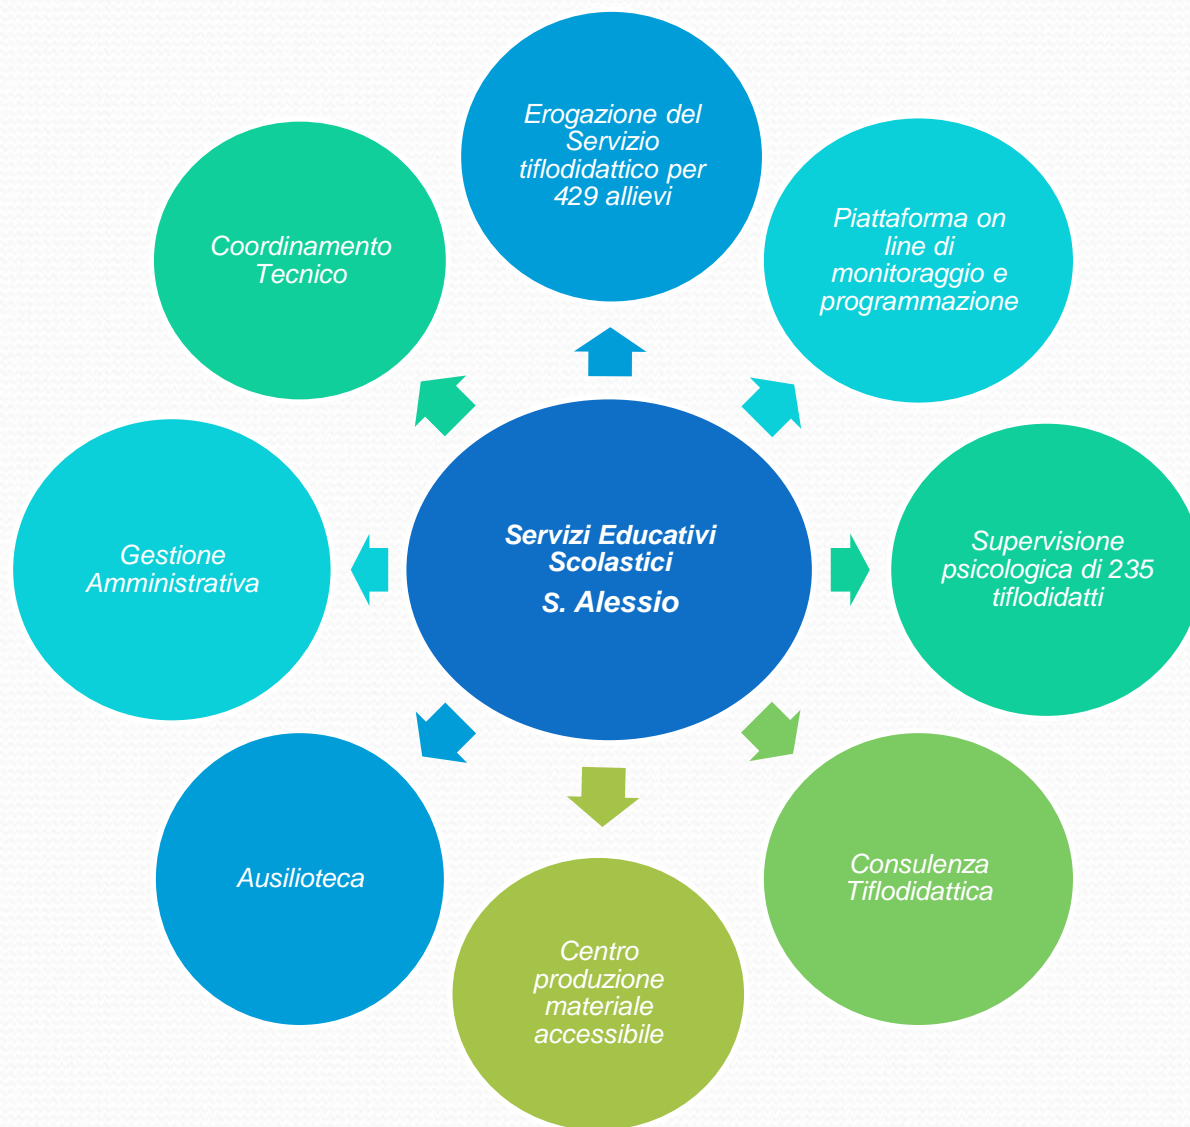 Erogazione del
Servizio
tiflodidattico per
429 allievi
Piattaforma on
line di
monitoraggio e
programmazione
Supervisione
psicologica di 235
tiflodidatti
Consulenza
Tiflodidattica
Centro
produzione
materiale
accessibile
Ausilioteca
Gestione
Amministrativa
Coordinamento
Tecnico
Servizi Educativi
Scolastici
S. Alessio